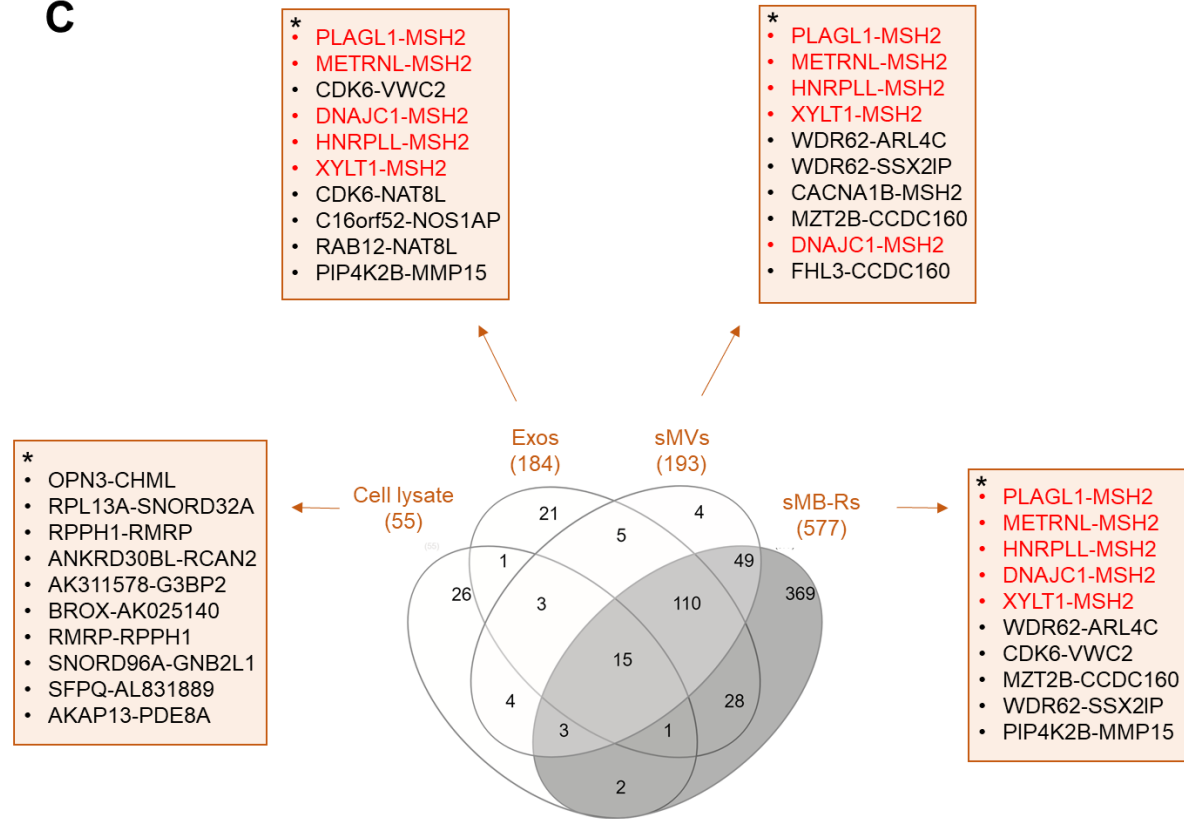 C
*
• PLAGL1-MSH2
• METRNL-MSH2
• CDK6-VWC2
• DNAJC1-MSH2
• HNRPLL-MSH2
• XYLT1-MSH2
• CDK6-NAT8L
• C16orf52-NOS1AP
• RAB12-NAT8L
• PIP4K2B-MMP15
*
• PLAGL1-MSH2
• METRNL-MSH2
• HNRPLL-MSH2
• XYLT1-MSH2
• WDR62-ARL4C
• WDR62-SSX2IP
• CACNA1B-MSH2
• MZT2B-CCDC160
• DNAJC1-MSH2
• FHL3-CCDC160
*
• OPN3-CHML
• RPL13A-SNORD32A
• RPPH1-RMRP
• ANKRD30BL-RCAN2
• AK311578-G3BP2
• BROX-AK025140
• RMRP-RPPH1
• SNORD96A-GNB2L1
• SFPQ-AL831889
• AKAP13-PDE8A
Cell lysate
(55)
Exos
(184)
sMVs
(193)
sMB-Rs
(577)
(55)
21
4
5
1
49
26
3
110
369
15
4
28
3
1
2
*
• PLAGL1-MSH2
• METRNL-MSH2
• HNRPLL-MSH2
• DNAJC1-MSH2
• XYLT1-MSH2
• WDR62-ARL4C
• CDK6-VWC2
• MZT2B-CCDC160
• WDR62-SSX2IP
• PIP4K2B-MMP15